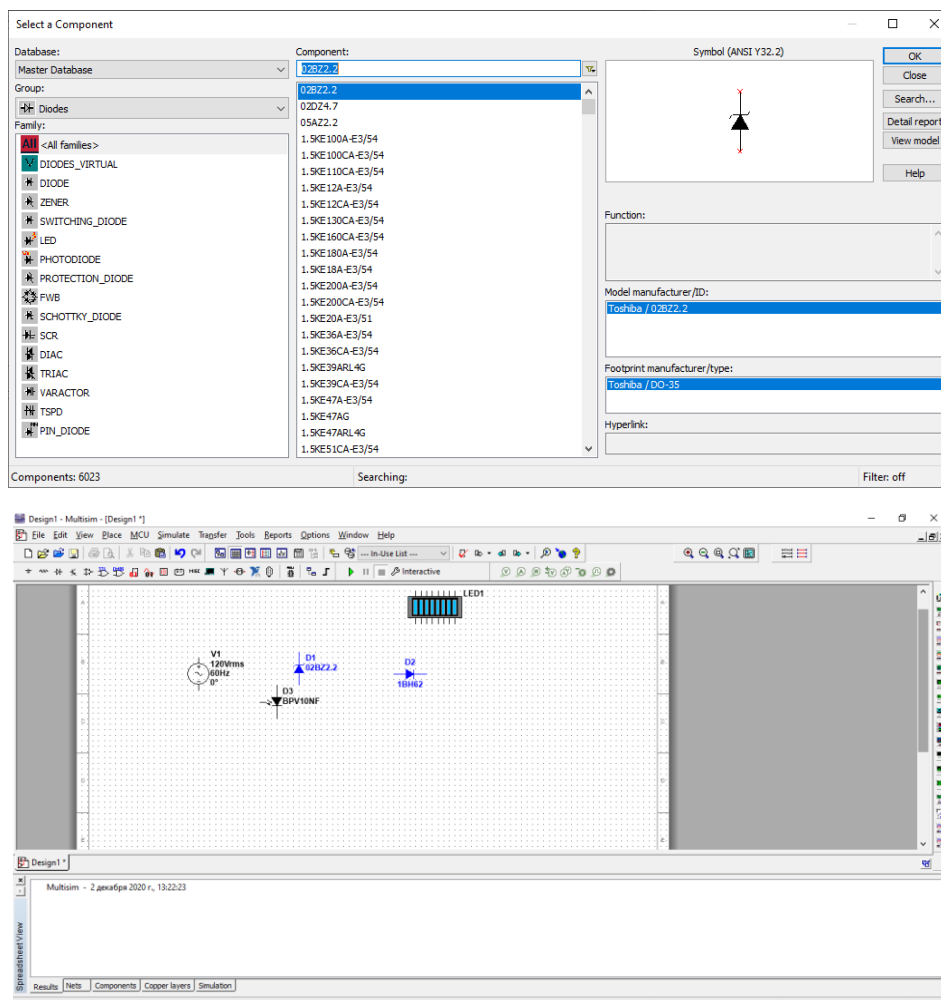 Select a Component
Database:
Master Database
Group:
Diodes
Family:
All <All families>
DIODES_VIRTUAL
DIODE
ZENER
SWITCHING_DIODE
LED
PHOTODIODE
PROTECTION_DIODE
FWB
SCHOTTKY_DIODE
SCR
DIAC
TRIAC
VARACTOR
TSPD
PIN_DIODE
Component:
02BZ2.2
02BZ2.2
02DZ4.7
05AZ2.2
1.5KE100A-E3/54
1.5KE100CA-E3/54
1.5KE110CA-E3/54
1.5KE12A-E3/54
1.5KE12CA-E3/54
1.5KE130CA-E3/54
1.5KE160CA-E3/54
1.5KE180A-E3/54
1.5KE18A-E3/54
1.5KE200A-E3/54
1.5KE200CA-E3/54
1.5KE20A-E3/51
1.5KE36A-E3/54
1.5KE36CA-E3/54
1.5KE39ARL4G
1.5KE39CA-E3/54
1.5KE47A-E3/54
1.5KE47AG
1.5KE47ARL4G
1.5KE51CA-E3/54
Symbol (ANSI Y32.2)
Function:
Model manufacturer/ID:
Toshiba / 02BZ2.2
Footprint manufacturer/type:
Toshiba / DO-35
Hyperlink:
OK
Close
Search...
Detail report
View model
Help
Components: 6023
Searching:
Filter: off
Design1 - Multisim - [Design1 *]
File Edit View Place MCU Simulate Transfer Tools Reports Options Window Help
--- In-Use List ---
Interactive
LED1
V1
120Vrms
60Hz
0°
D1
02BZ2.2
D2
1BH62
D3
BPV10NF
Design1 *
Multisim - 2 декабря 2020 г., 13:22:23
Spreadsheet View
Results Nets Components Copper layers Simulation